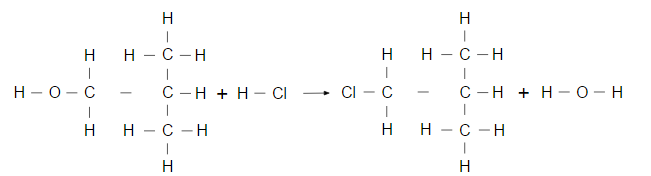 H H
H H – C – H H H – C – H
H – O – C – C – H + H – Cl → Cl – C – C – H + H – O – H
H H – C – H H H – C – H
H H